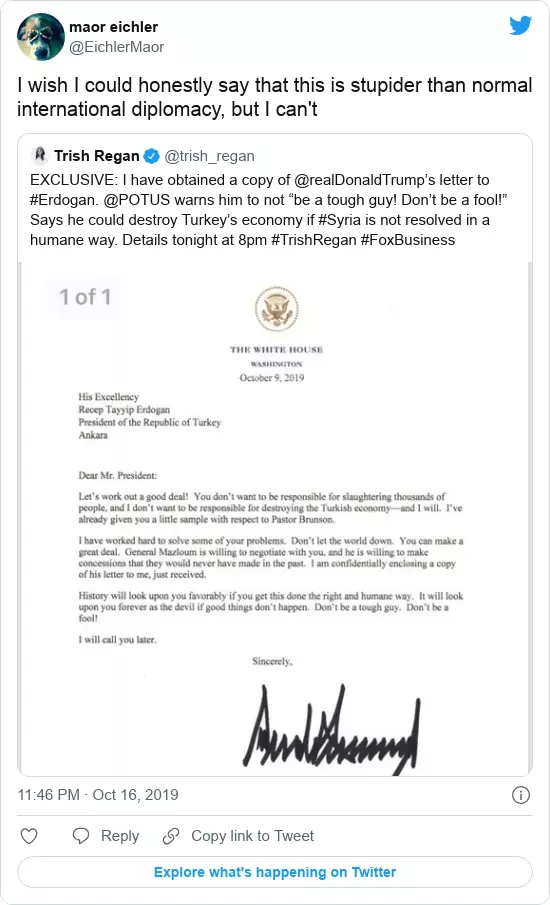 maor eichler
@EichlerMaor
I wish I could honestly say that this is stupider than normal
international diplomacy, but I can't
Trish Regan @trish_regan
EXCLUSIVE: I have obtained a copy of @realDonaldTrump's letter to
#Erdogan. @POTUS warns him to not “be a tough guy! Don't be a fool!”
Says he could destroy Turkey's economy if #Syria is not resolved in a
humane way. Details tonight at 8pm #TrishRegan #FoxBusiness
1 of 1
THE WHITE HOUSE
WASHINGTON
October 9, 2019
His Excellency
Recep Tayyip Erdogan
President of the Republic of Turkey
Ankara
Dear Mr. President:
Let's work out a good deal! You don't want to be responsible for slaughtering thousands of
people, and I don't want to be responsible for destroying the Turkish economy—and I will. I've
already given you a little sample with respect to Pastor Brunson.
I have worked hard to solve some of your problems. Don't let the world down. You can make a
great deal. General Mazloum is willing to negotiate with you, and he is willing to make
concessions that they would never have made in the past. I am confidentially enclosing a copy
of his letter to me, just received.
History will look upon you favorably if you get this done the right and humane way. It will look
upon you forever as the devil if good things don't happen. Don't be a tough guy. Don't be a
fool!
I will call you later.
Sincerely,
11:46 PM · Oct 16, 2019
Reply
Copy link to Tweet
Explore what's happening on Twitter